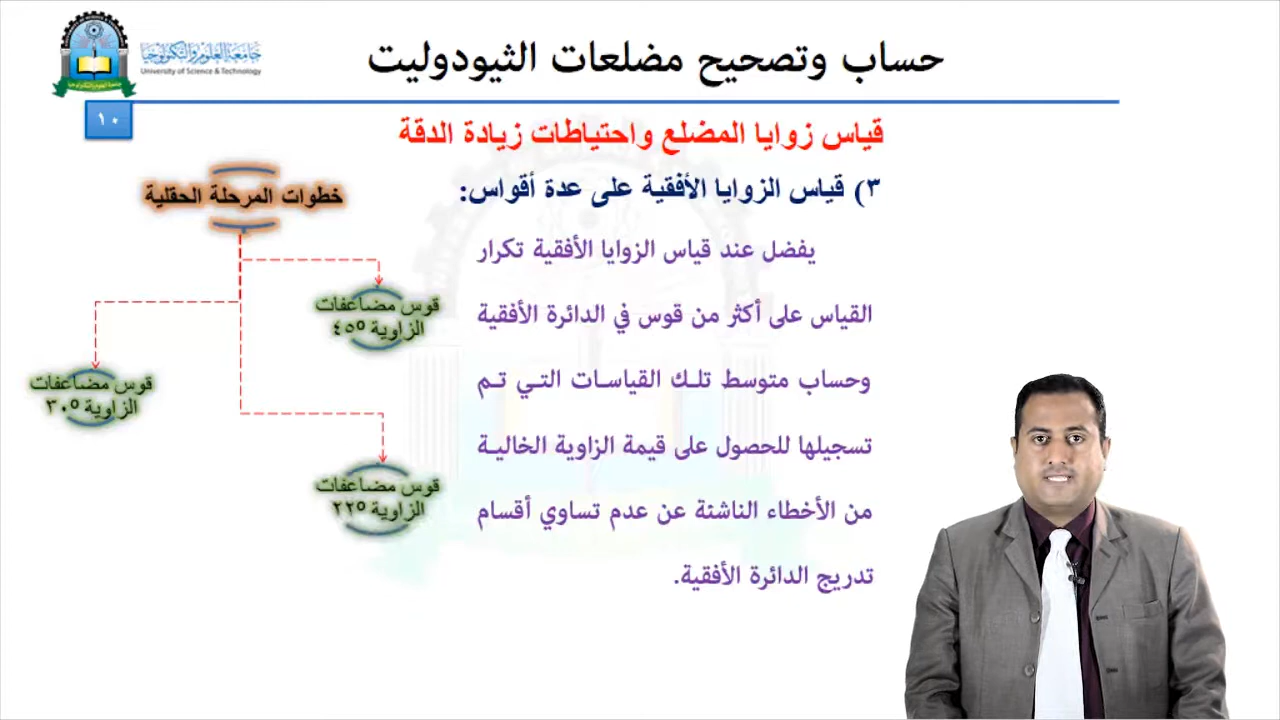 جامعة العلوم والتكنولوجيا
University of Science & Technology
حساب وتصحيح مضلعات الثيودوليت
١٠
قياس زوايا المضلع واحتياطات زيادة الدقة
٣) قياس الزوايا الأفقية على عدة أقواس:
يفضل عند قياس الزوايا الأفقية تكرار
القياس على أكثر من قوس في الدائرة الأفقية
وحساب متوسط تلك القياسات التي تم
تسجيلها للحصول على قيمة الزاوية الخالية
من الأخطاء الناشئة عن عدم تساوي أقسام
تدريج الدائرة الأفقية.
خطوات المرحلة الحقلية
قوس مضاعفات
الزاوية ٤٥°
قوس مضاعفات
الزاوية ٣٠°
قوس مضاعفات
الزاوية ٢٢°